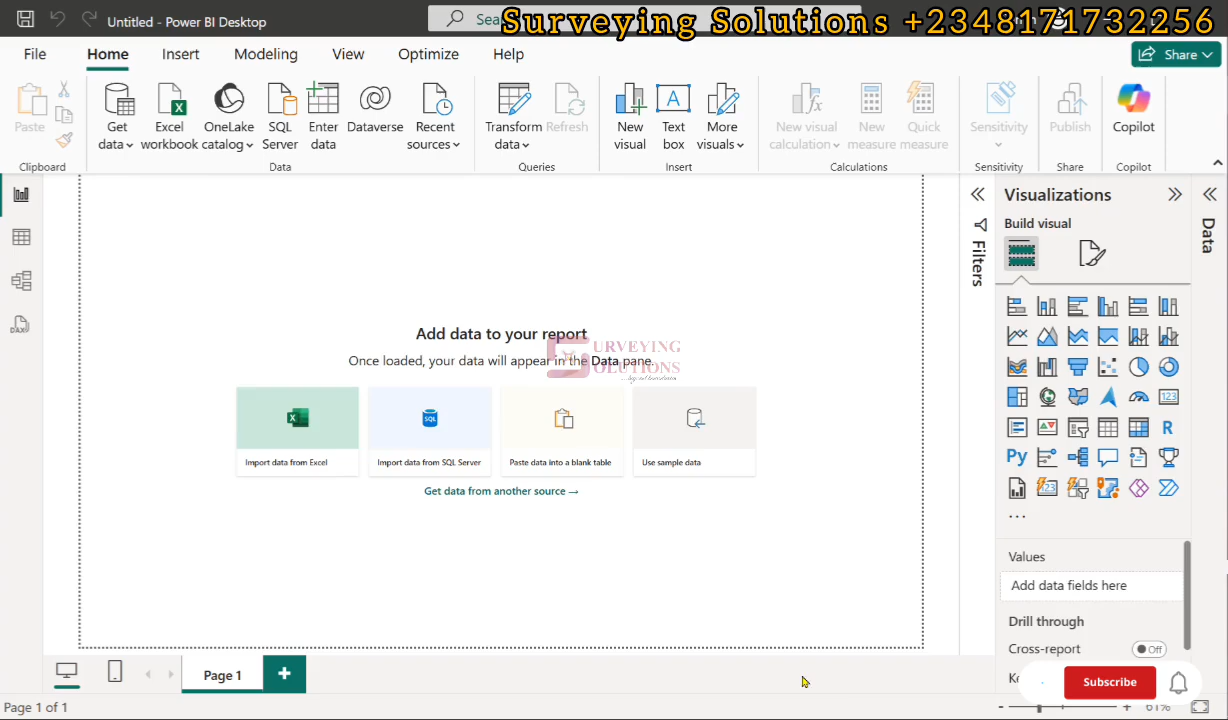 Untitled - Power BI Desktop
Surveying Solutions +2348171732256
File Home Insert Modeling View Optimize Help Share
Paste
Get data
Excel workbook
OneLake catalog
SQL Server
Enter data
Dataverse
Recent sources
Transform data
Refresh
New visual
Text box
More visuals
New visual calculation
New measure
Quick measure
Sensitivity
Publish
Copilot
Clipboard Data Queries Insert Calculations Sensitivity Share Copilot
Visualizations
Build visual
Filters
Data
Add data to your report
Once loaded, your data will appear in the Data pane.
URVEYING
OLUTIONS
SQL
Import data from Excel
Import data from SQL Server
Paste data into a blank table
Use sample data
Get data from another source →
DAX
123
R
Py
123
...
Values
Add data fields here
Drill through
Cross-report Off
Subscribe
Page 1
Page 1 of 1
- + 61%